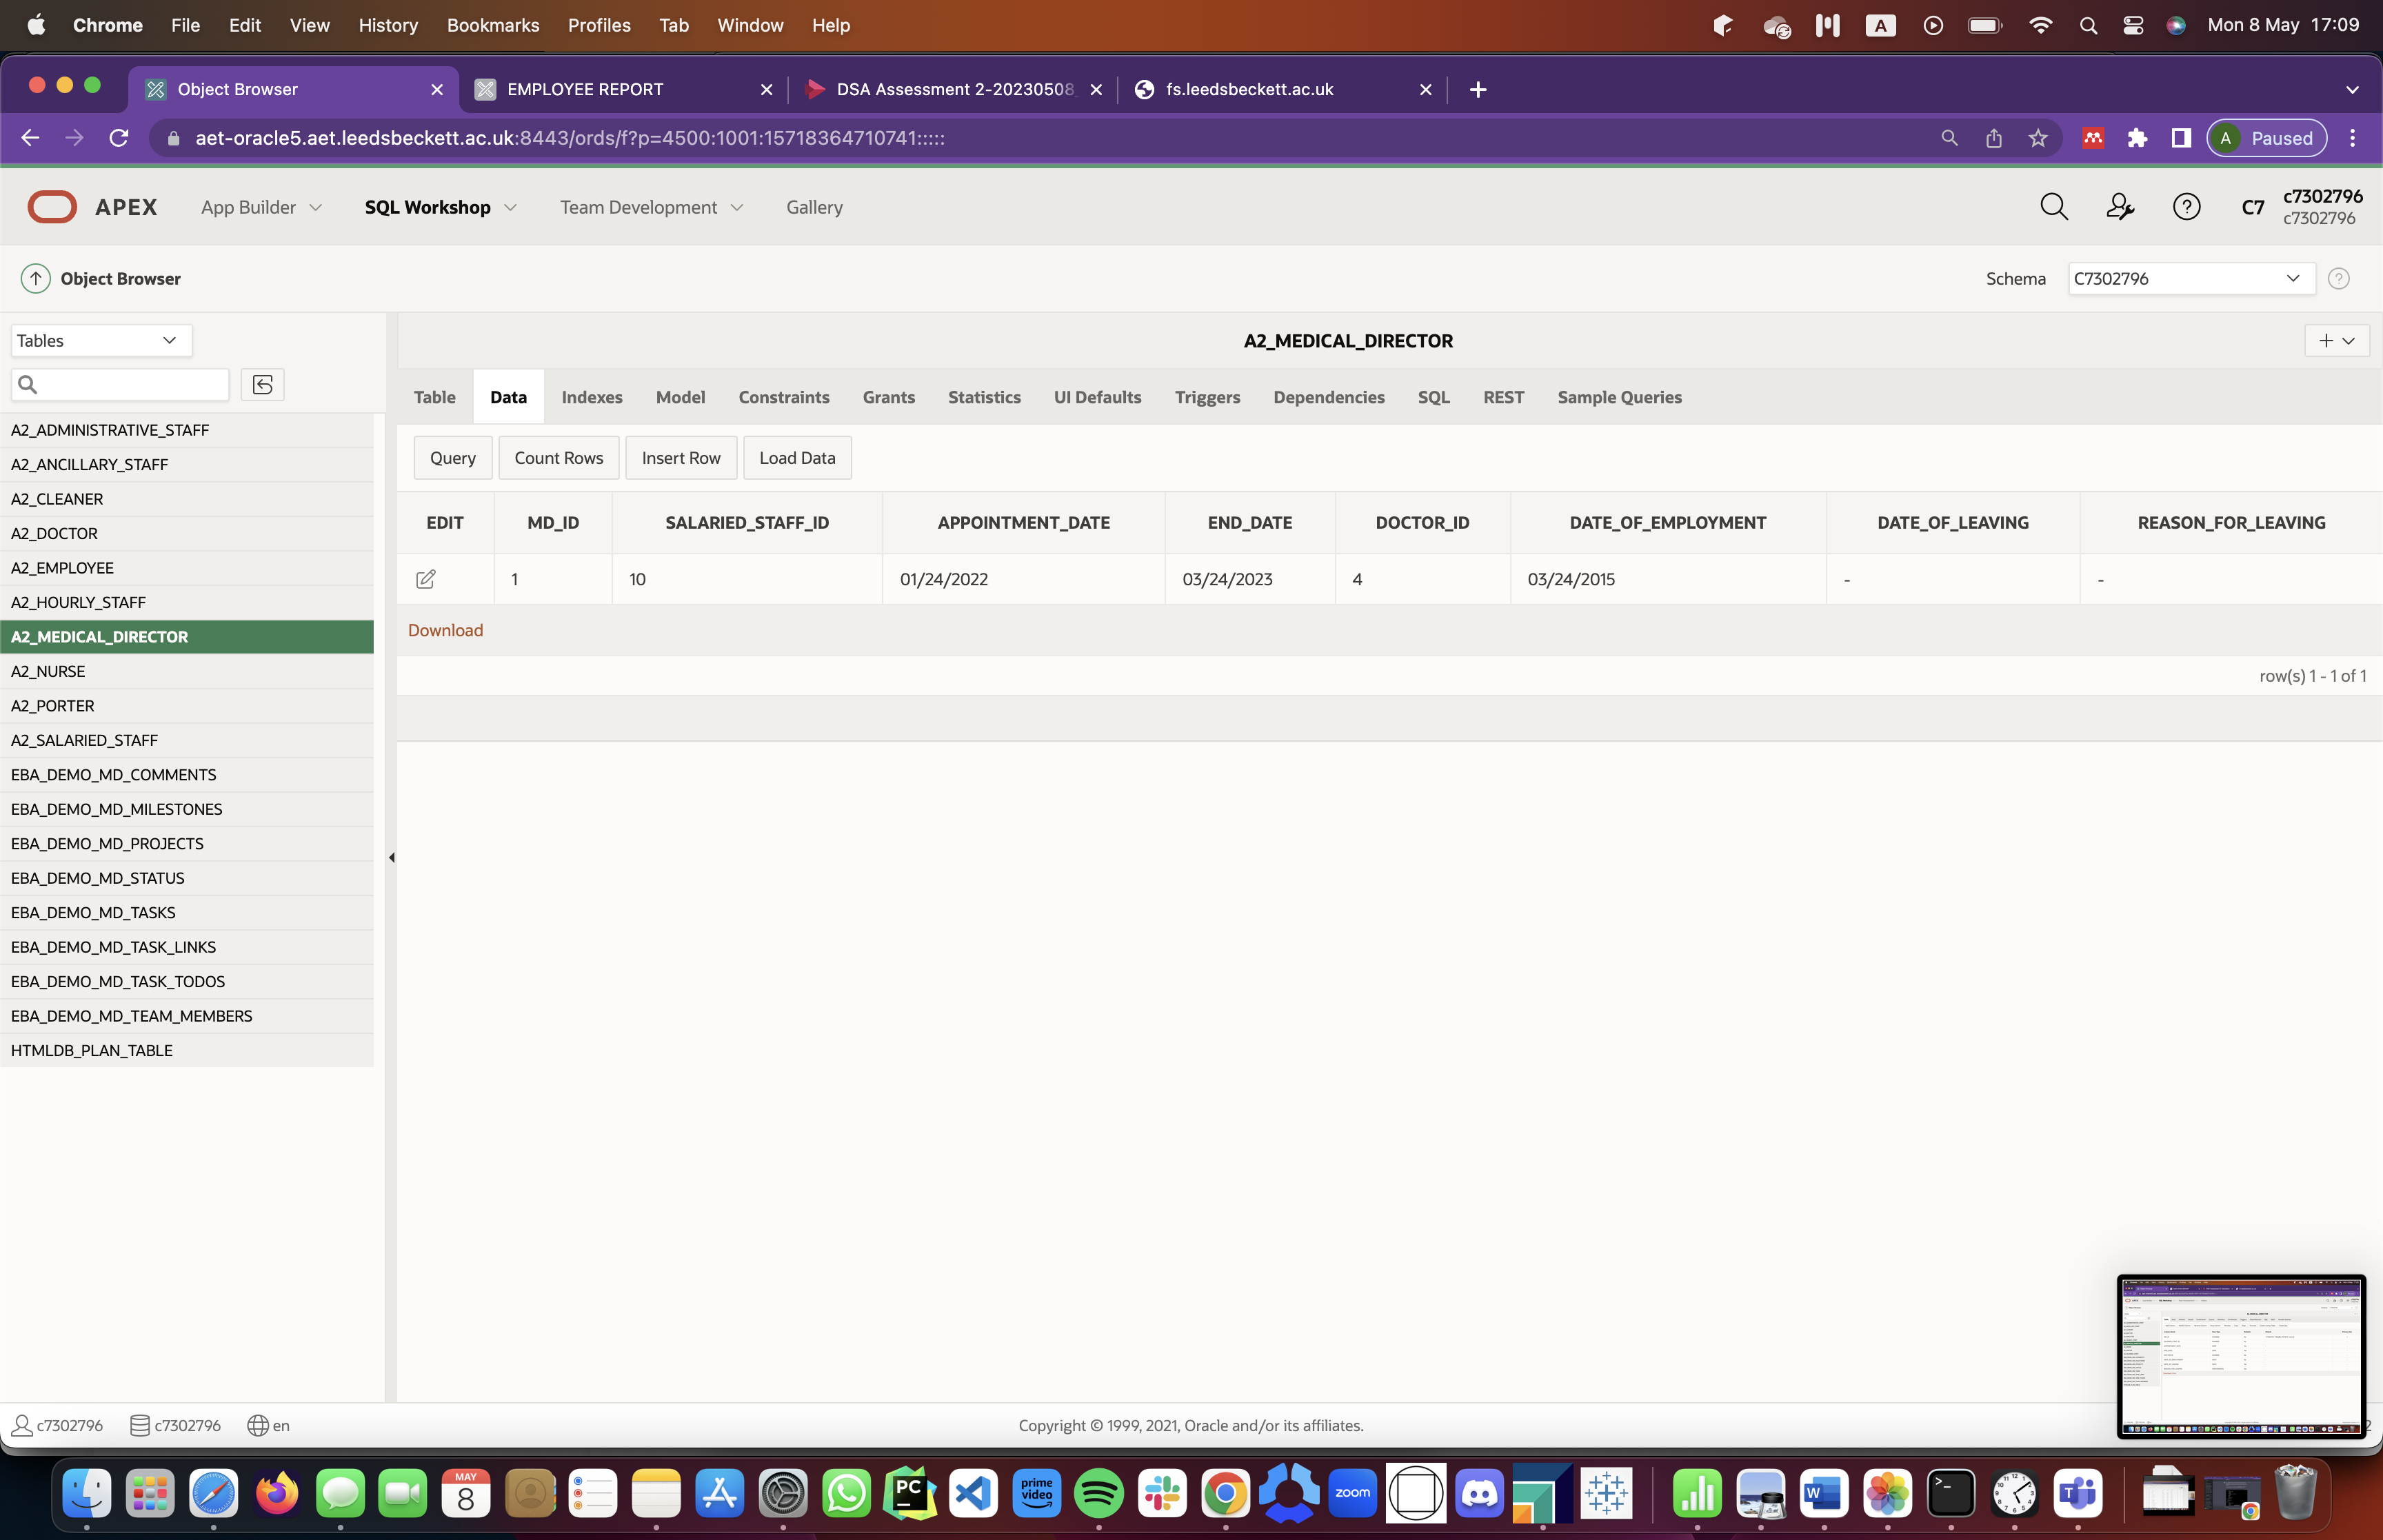 Chrome File Edit View History Bookmarks Profiles Tab Window Help A Mon 8 May 17:09
Object Browser EMPLOYEE REPORT DSA Assessment 2-20230508 fs.leedsbeckett.ac.uk
aet-oracle5.aet.leedsbeckett.ac.uk:8443/ords/f?p=4500:1001:15718364710741::::: A Paused
APEX App Builder SQL Workshop Team Development Gallery C7 c7302796
c7302796
Object Browser Schema C7302796
Tables
A2_MEDICAL_DIRECTOR
Table Data Indexes Model Constraints Grants Statistics UI Defaults Triggers Dependencies SQL REST Sample Queries
Query Count Rows Insert Row Load Data
EDIT MD_ID SALARIED_STAFF_ID APPOINTMENT_DATE END_DATE DOCTOR_ID DATE_OF_EMPLOYMENT DATE_OF_LEAVING REASON_FOR_LEAVING
1 10 01/24/2022 03/24/2023 4 03/24/2015 - -
Download
row(s) 1 - 1 of 1
A2_ADMINISTRATIVE_STAFF
A2_ANCILLARY_STAFF
A2_CLEANER
A2_DOCTOR
A2_EMPLOYEE
A2_HOURLY_STAFF
A2_MEDICAL_DIRECTOR
A2_NURSE
A2_PORTER
A2_SALARIED_STAFF
EBA_DEMO_MD_COMMENTS
EBA_DEMO_MD_MILESTONES
EBA_DEMO_MD_PROJECTS
EBA_DEMO_MD_STATUS
EBA_DEMO_MD_TASKS
EBA_DEMO_MD_TASK_LINKS
EBA_DEMO_MD_TASK_TODOS
EBA_DEMO_MD_TEAM_MEMBERS
HTMLDB_PLAN_TABLE
c7302796 c7302796 en Copyright © 1999, 2021, Oracle and/or its affiliates. 2
MAY
8
PC
prime
video
zoom
W
T